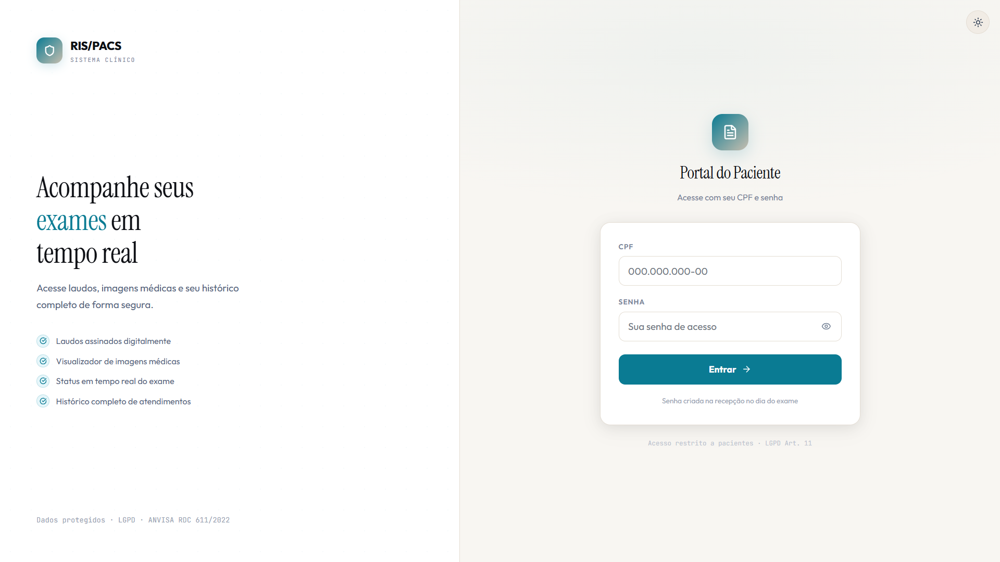 RIS/PACS
SISTEMA CLÍNICO
Acompanhe seus
exames em
tempo real
Acesse laudos, imagens médicas e seu histórico
completo de forma segura.
Laudos assinados digitalmente
Visualizador de imagens médicas
Status em tempo real do exame
Histórico completo de atendimentos
Dados protegidos · LGPD · ANVISA RDC 611/2022
Portal do Paciente
Acesse com seu CPF e senha
CPF
000.000.000-00
SENHA
Sua senha de acesso
Entrar →
Senha criada na recepção no dia do exame
Acesso restrito a pacientes · LGPD Art. 11